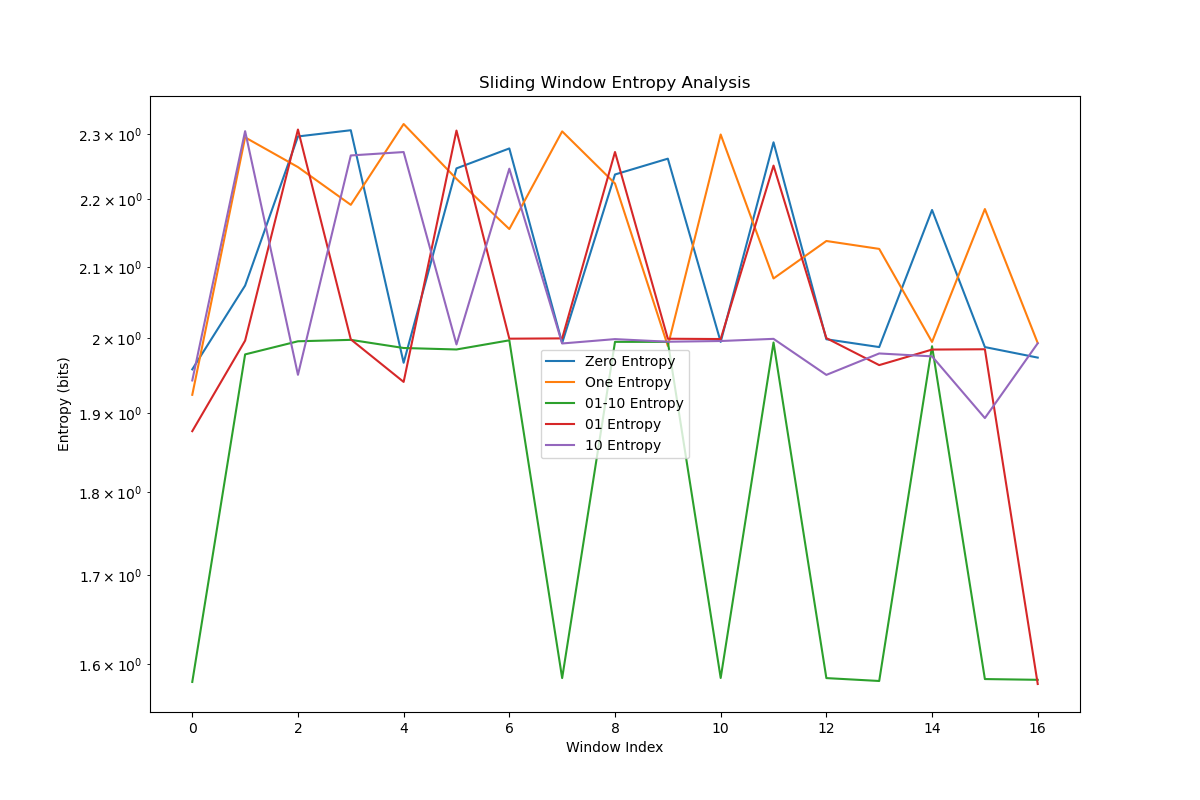 Sliding Window Entropy Analysis
2.3 × 10⁰
2.2 × 10⁰
2.1 × 10⁰
2 × 10⁰
1.9 × 10⁰
1.8 × 10⁰
1.7 × 10⁰
1.6 × 10⁰
Entropy (bits)
Zero Entropy
One Entropy
01-10 Entropy
01 Entropy
10 Entropy
0 2 4 6 8 10 12 14 16
Window Index